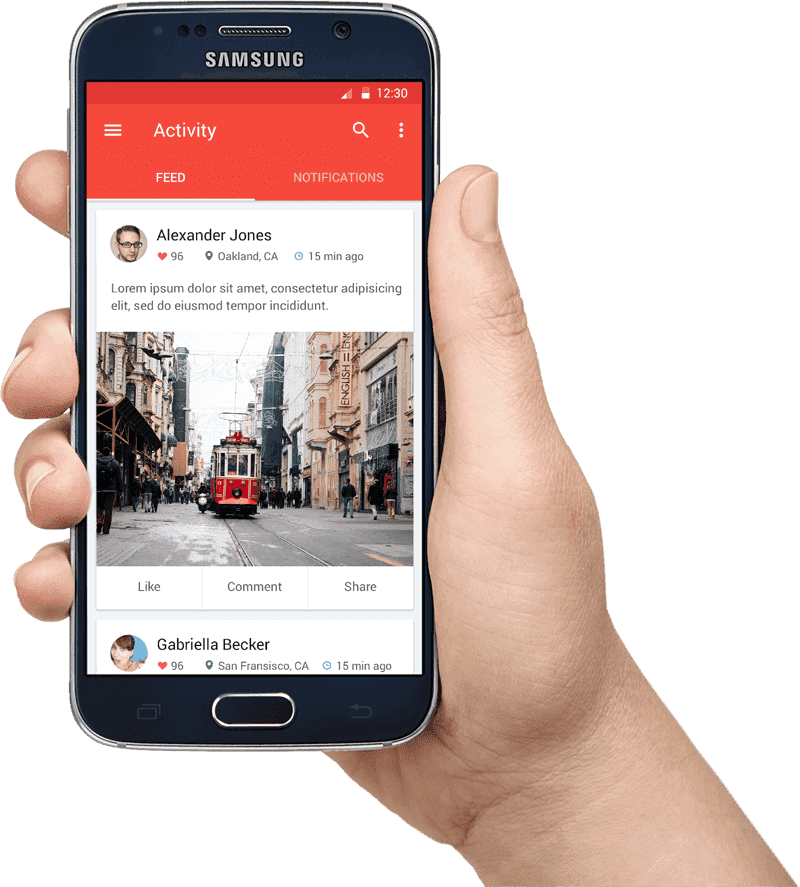 SAMSUNG
12:30
Activity
FEED NOTIFICATIONS
Alexander Jones
96 Oakland, CA 15 min ago
Lorem ipsum dolor sit amet, consectetur adipisicing
elit, sed do eiusmod tempor incididunt.
ENGLISH
Like Comment Share
Gabriella Becker
96 San Fransisco, CA 15 min ago